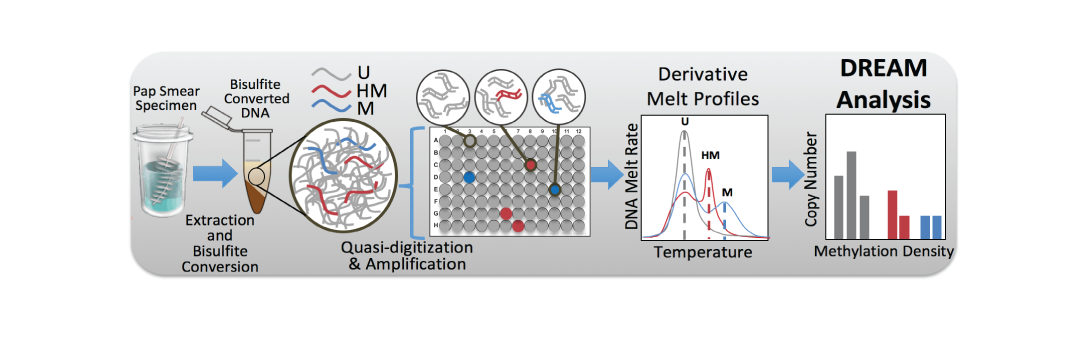 Pap Smear
Specimen
Bisulfite
Converted
DNA
U
HM
M
Extraction
and
Bisulfite
Conversion
1 2 3 4 5 6 7 8 9 10 11 12
A
B
C
D
E
F
G
H
Quasi-digitization
& Amplification
Derivative
Melt Profiles
DNA Melt Rate
U
HM
M
Temperature
DREAM
Analysis
Copy Number
Methylation Density